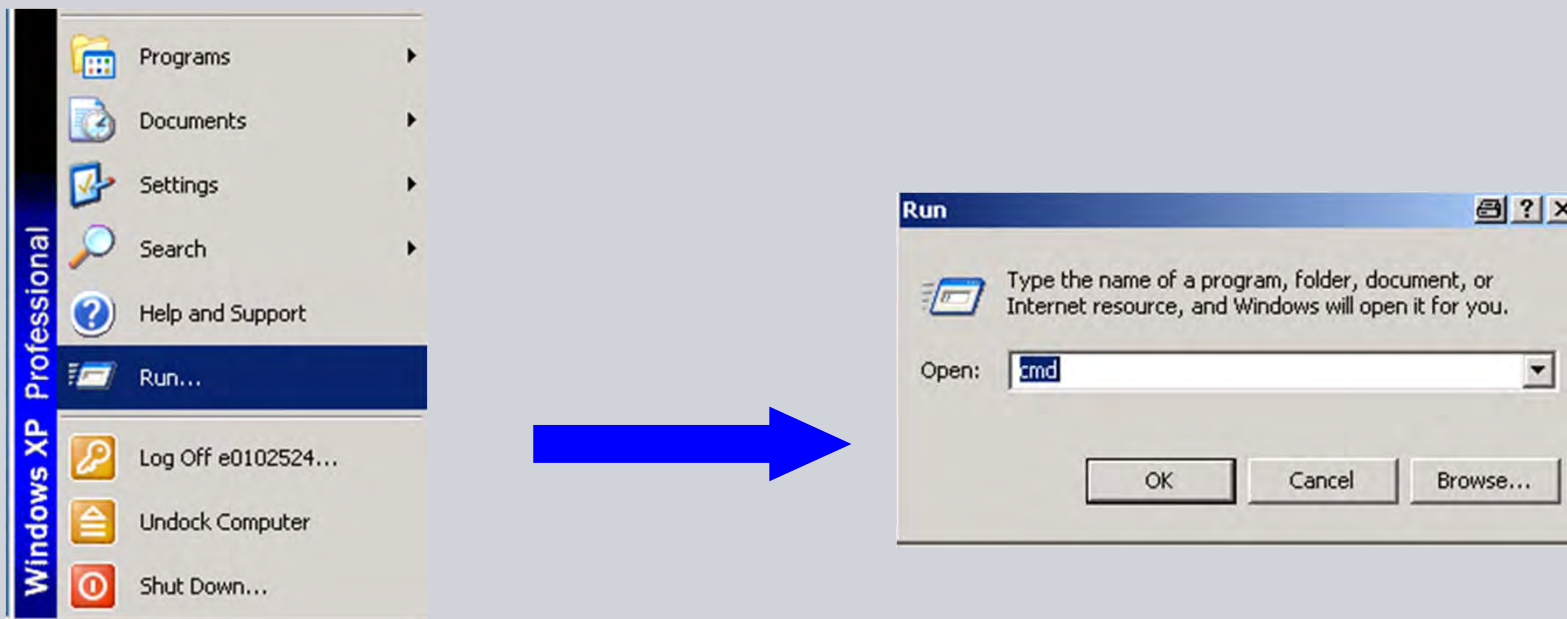 Windows XP Professional
Programs
Documents
Settings
Search
Help and Support
Run...
Log Off e0102524...
Undock Computer
Shut Down...
Run
Type the name of a program, folder, document, or
Internet resource, and Windows will open it for you.
Open: cmd
OK Cancel Browse...